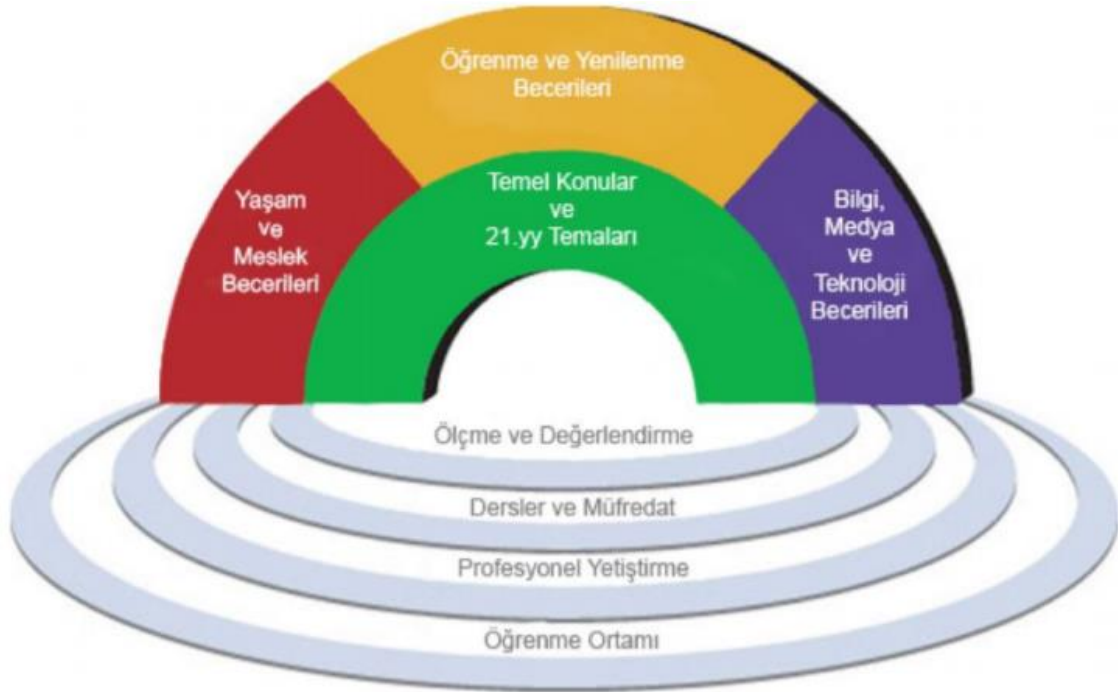 Öğrenme ve Yenilenme
Becerileri
Yaşam
ve
Meslek
Becerileri
Temel Konular
ve
21.yy Temaları
Bilgi,
Medya
ve
Teknoloji
Becerileri
Ölçme ve Değerlendirme
Dersler ve Müfredat
Profesyonel Yetiştirme
Öğrenme Ortamı